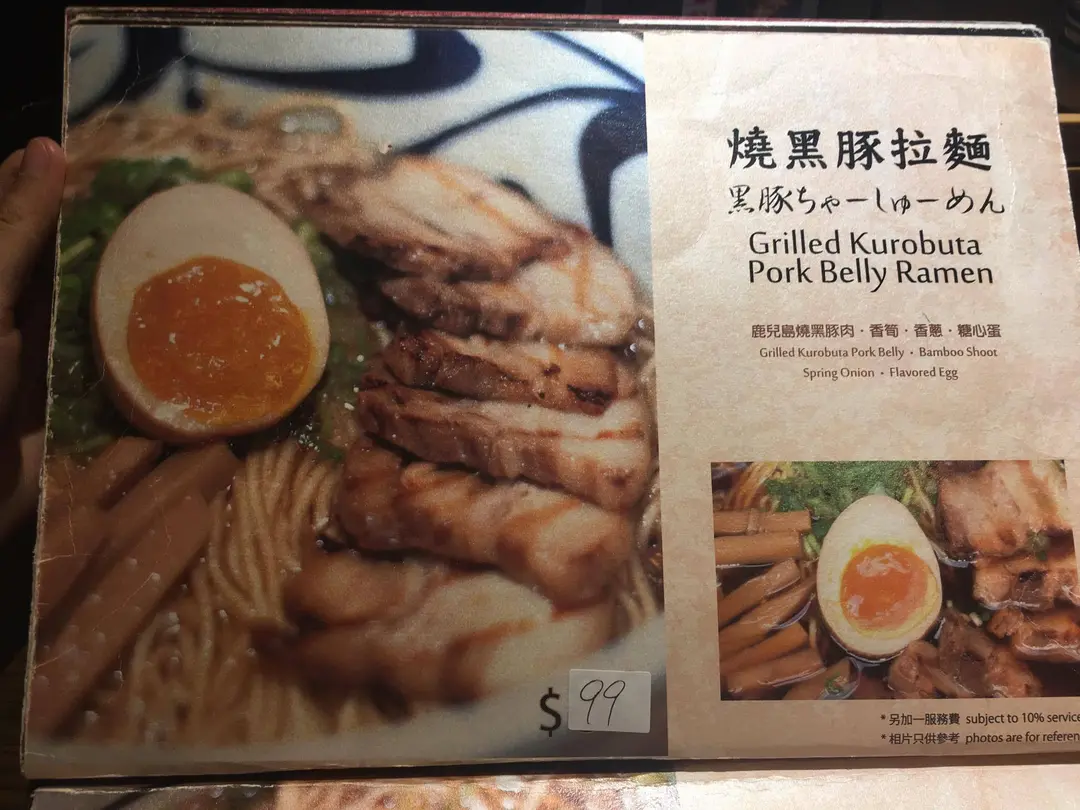 燒黑豚拉麵
黑豚ちゃーしゅーめん
Grilled Kurobuta
Pork Belly Ramen
鹿兒島燒黑豚肉・香筍・香蔥・糖心蛋
Grilled Kurobuta Pork Belly • Bamboo Shoot
Spring Onion • Flavored Egg
$ 99
* 另加一服務費 subject to 10% service
* 相片只供參考 photos are for referen